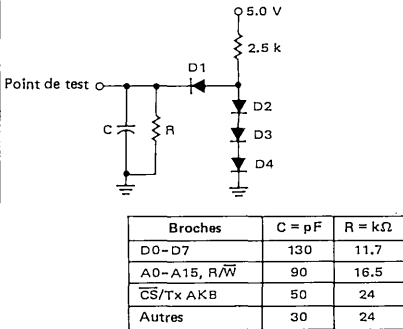 5.0 V
2.5 k
D1
Point de test
D2
C
R
D3
D4
Broches C = pF R = kΩ
D0-D7 130 11.7
A0-A15, R/W̅ 90 16.5
C̅S̅/Tx AKB 50 24
Autres 30 24